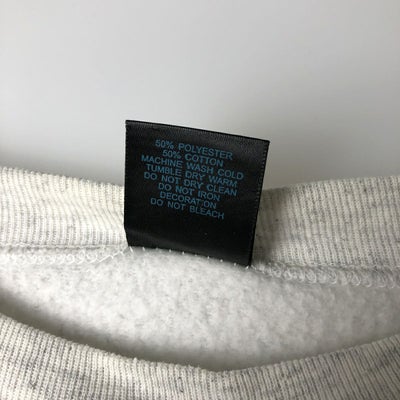 50% POLYESTER
50% COTTON
MACHINE WASH COLD
TUMBLE DRY WARM
DO NOT DRY CLEAN
DO NOT IRON
DECORATION
DO NOT BLEACH